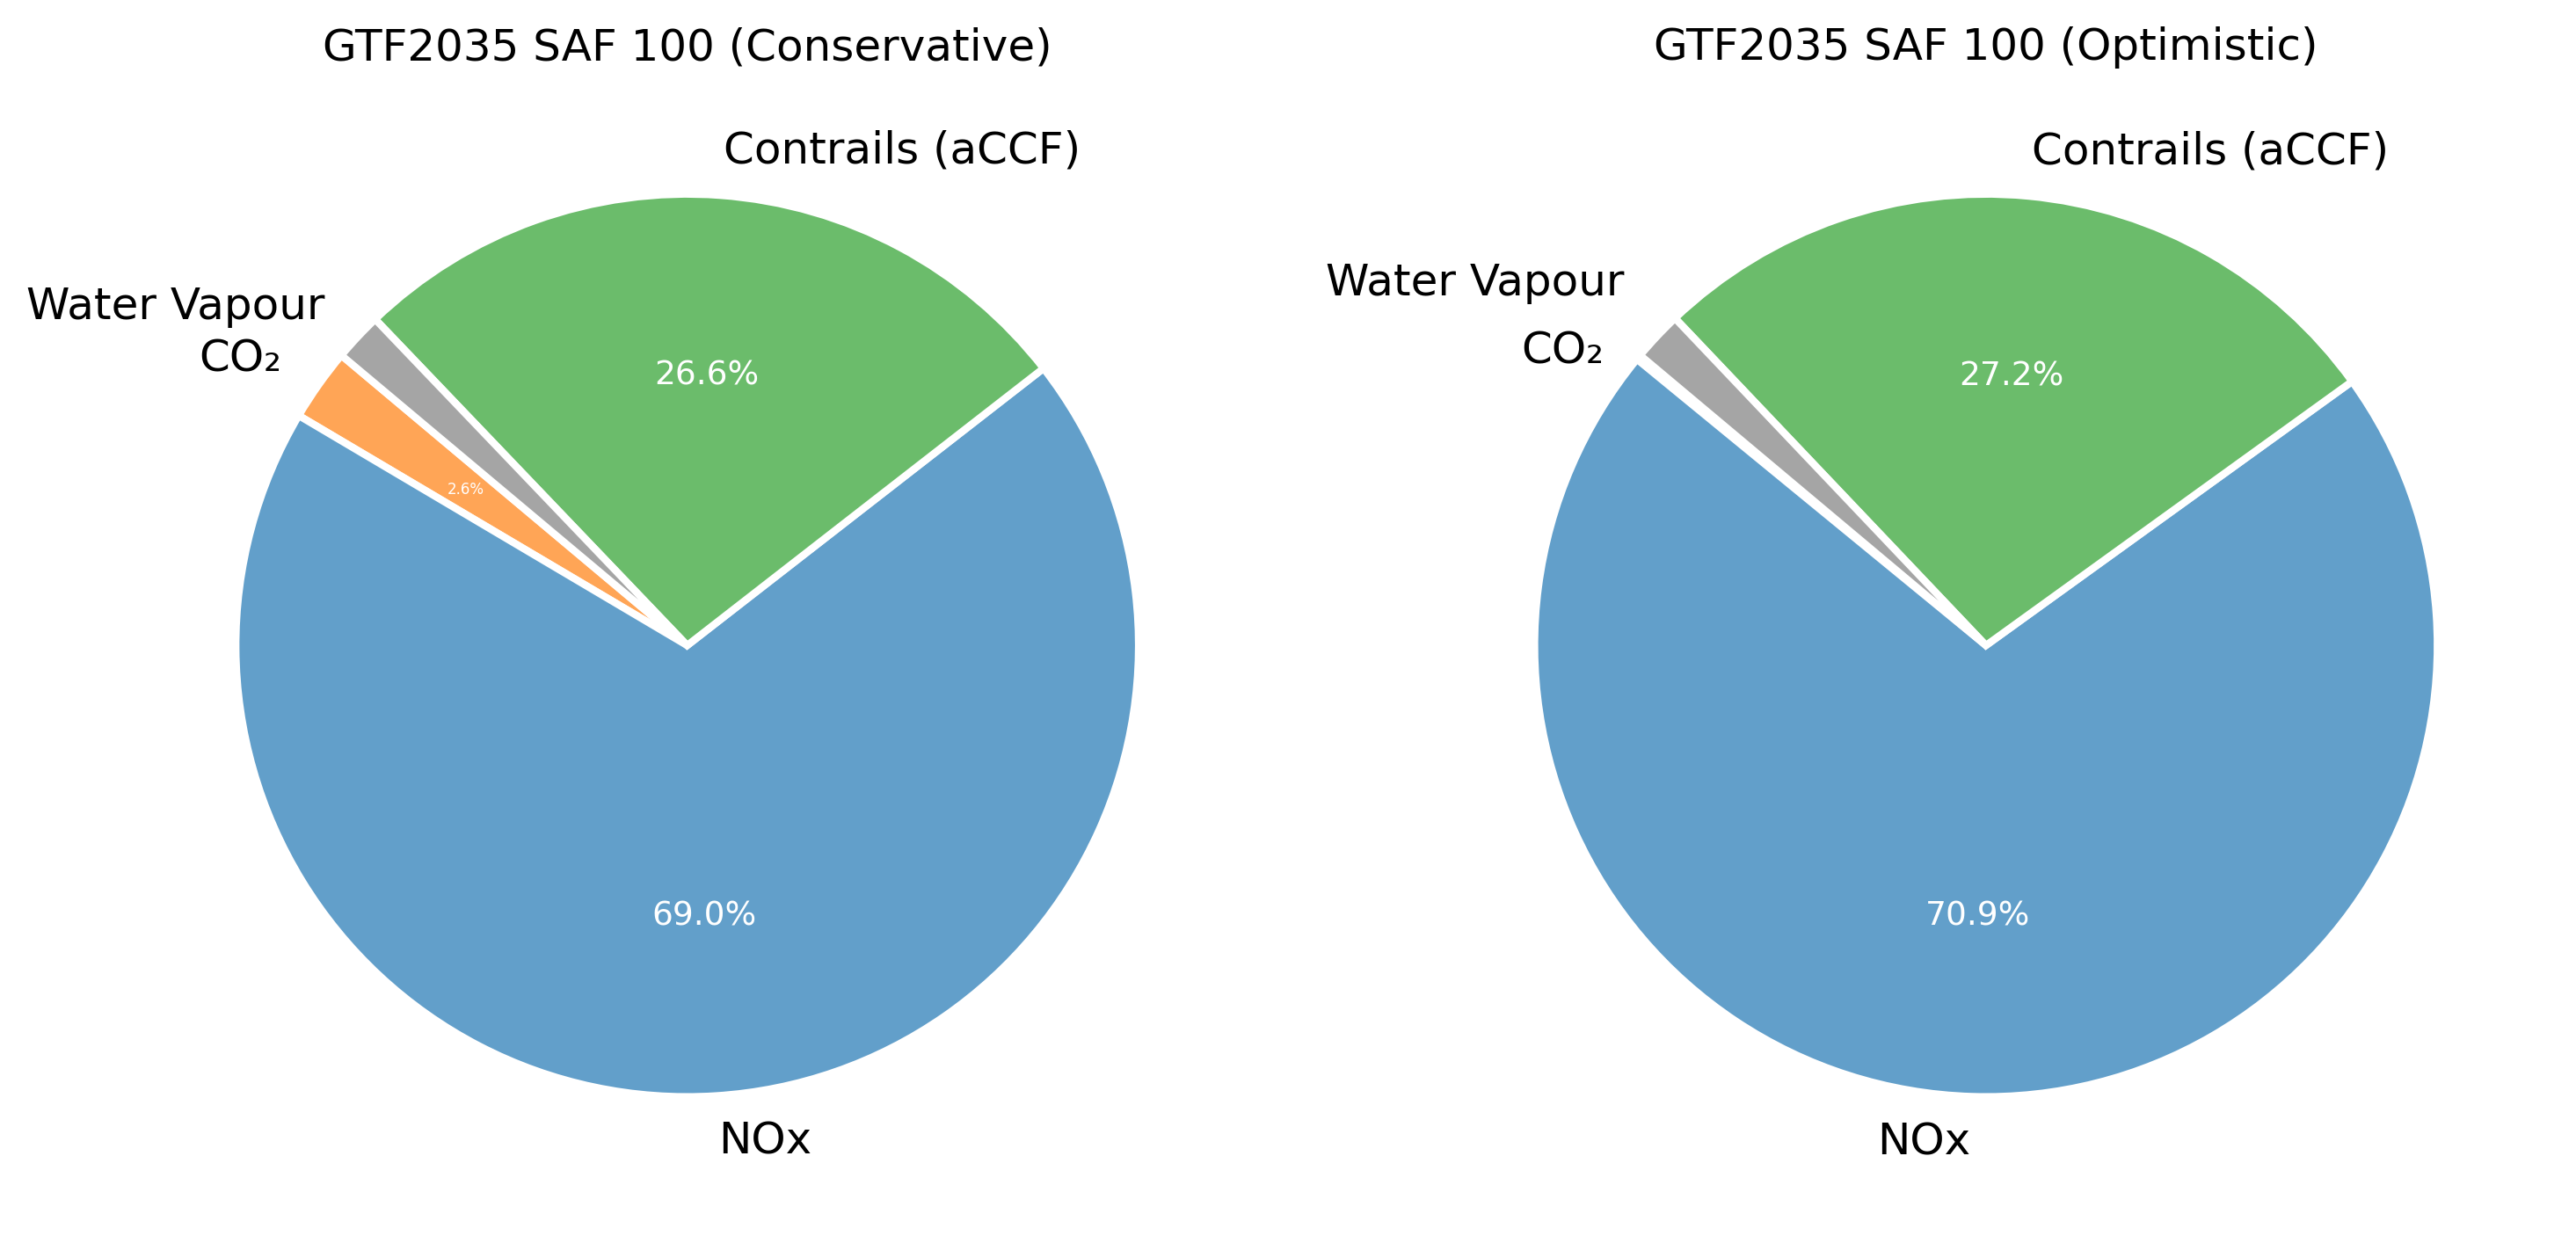 GTF2035 SAF 100 (Conservative)
Contrails (aCCF)
Water Vapour
CO₂
26.6%
2.6%
69.0%
NOx
GTF2035 SAF 100 (Optimistic)
Contrails (aCCF)
Water Vapour
CO₂
27.2%
70.9%
NOx